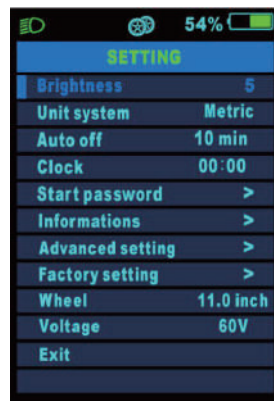 54%
SETTING
Brightness 5
Unit system Metric
Auto off 10 min
Clock 00:00
Start password >
Informations >
Advanced setting >
Factory setting >
Wheel 11.0 inch
Voltage 60V
Exit